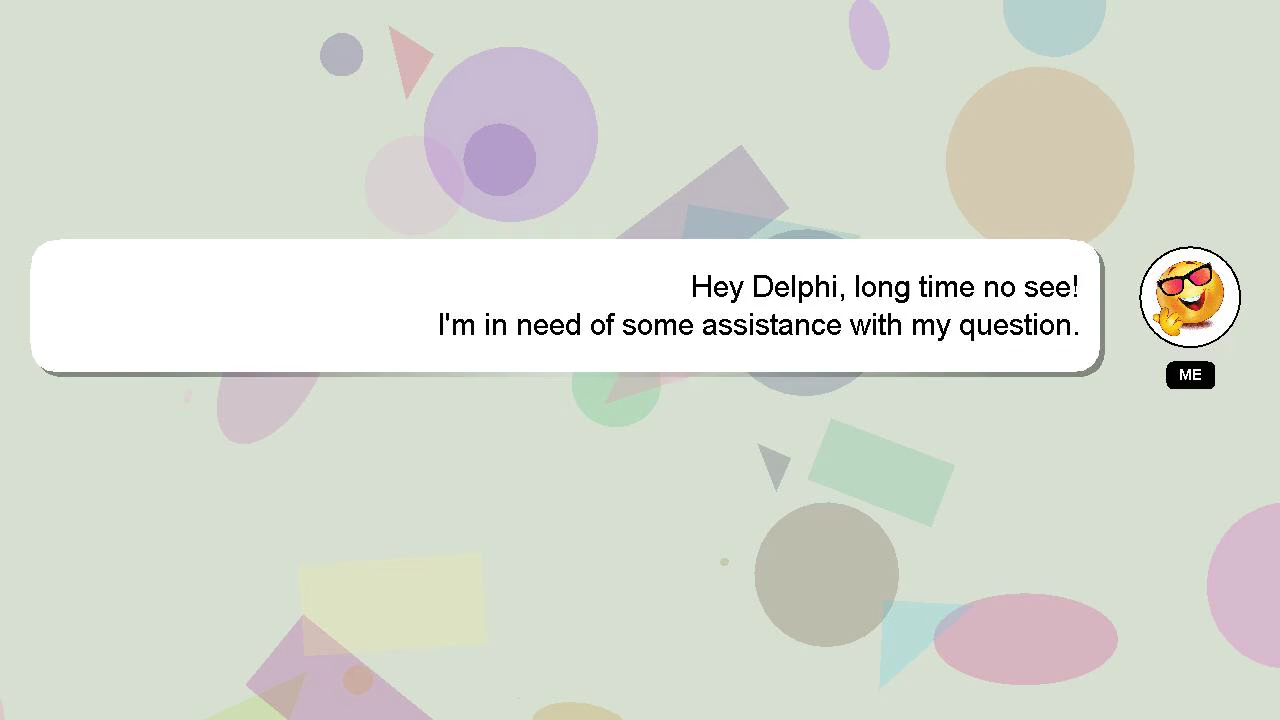 Hey Delphi, long time no see!
I'm in need of some assistance with my question.
ME